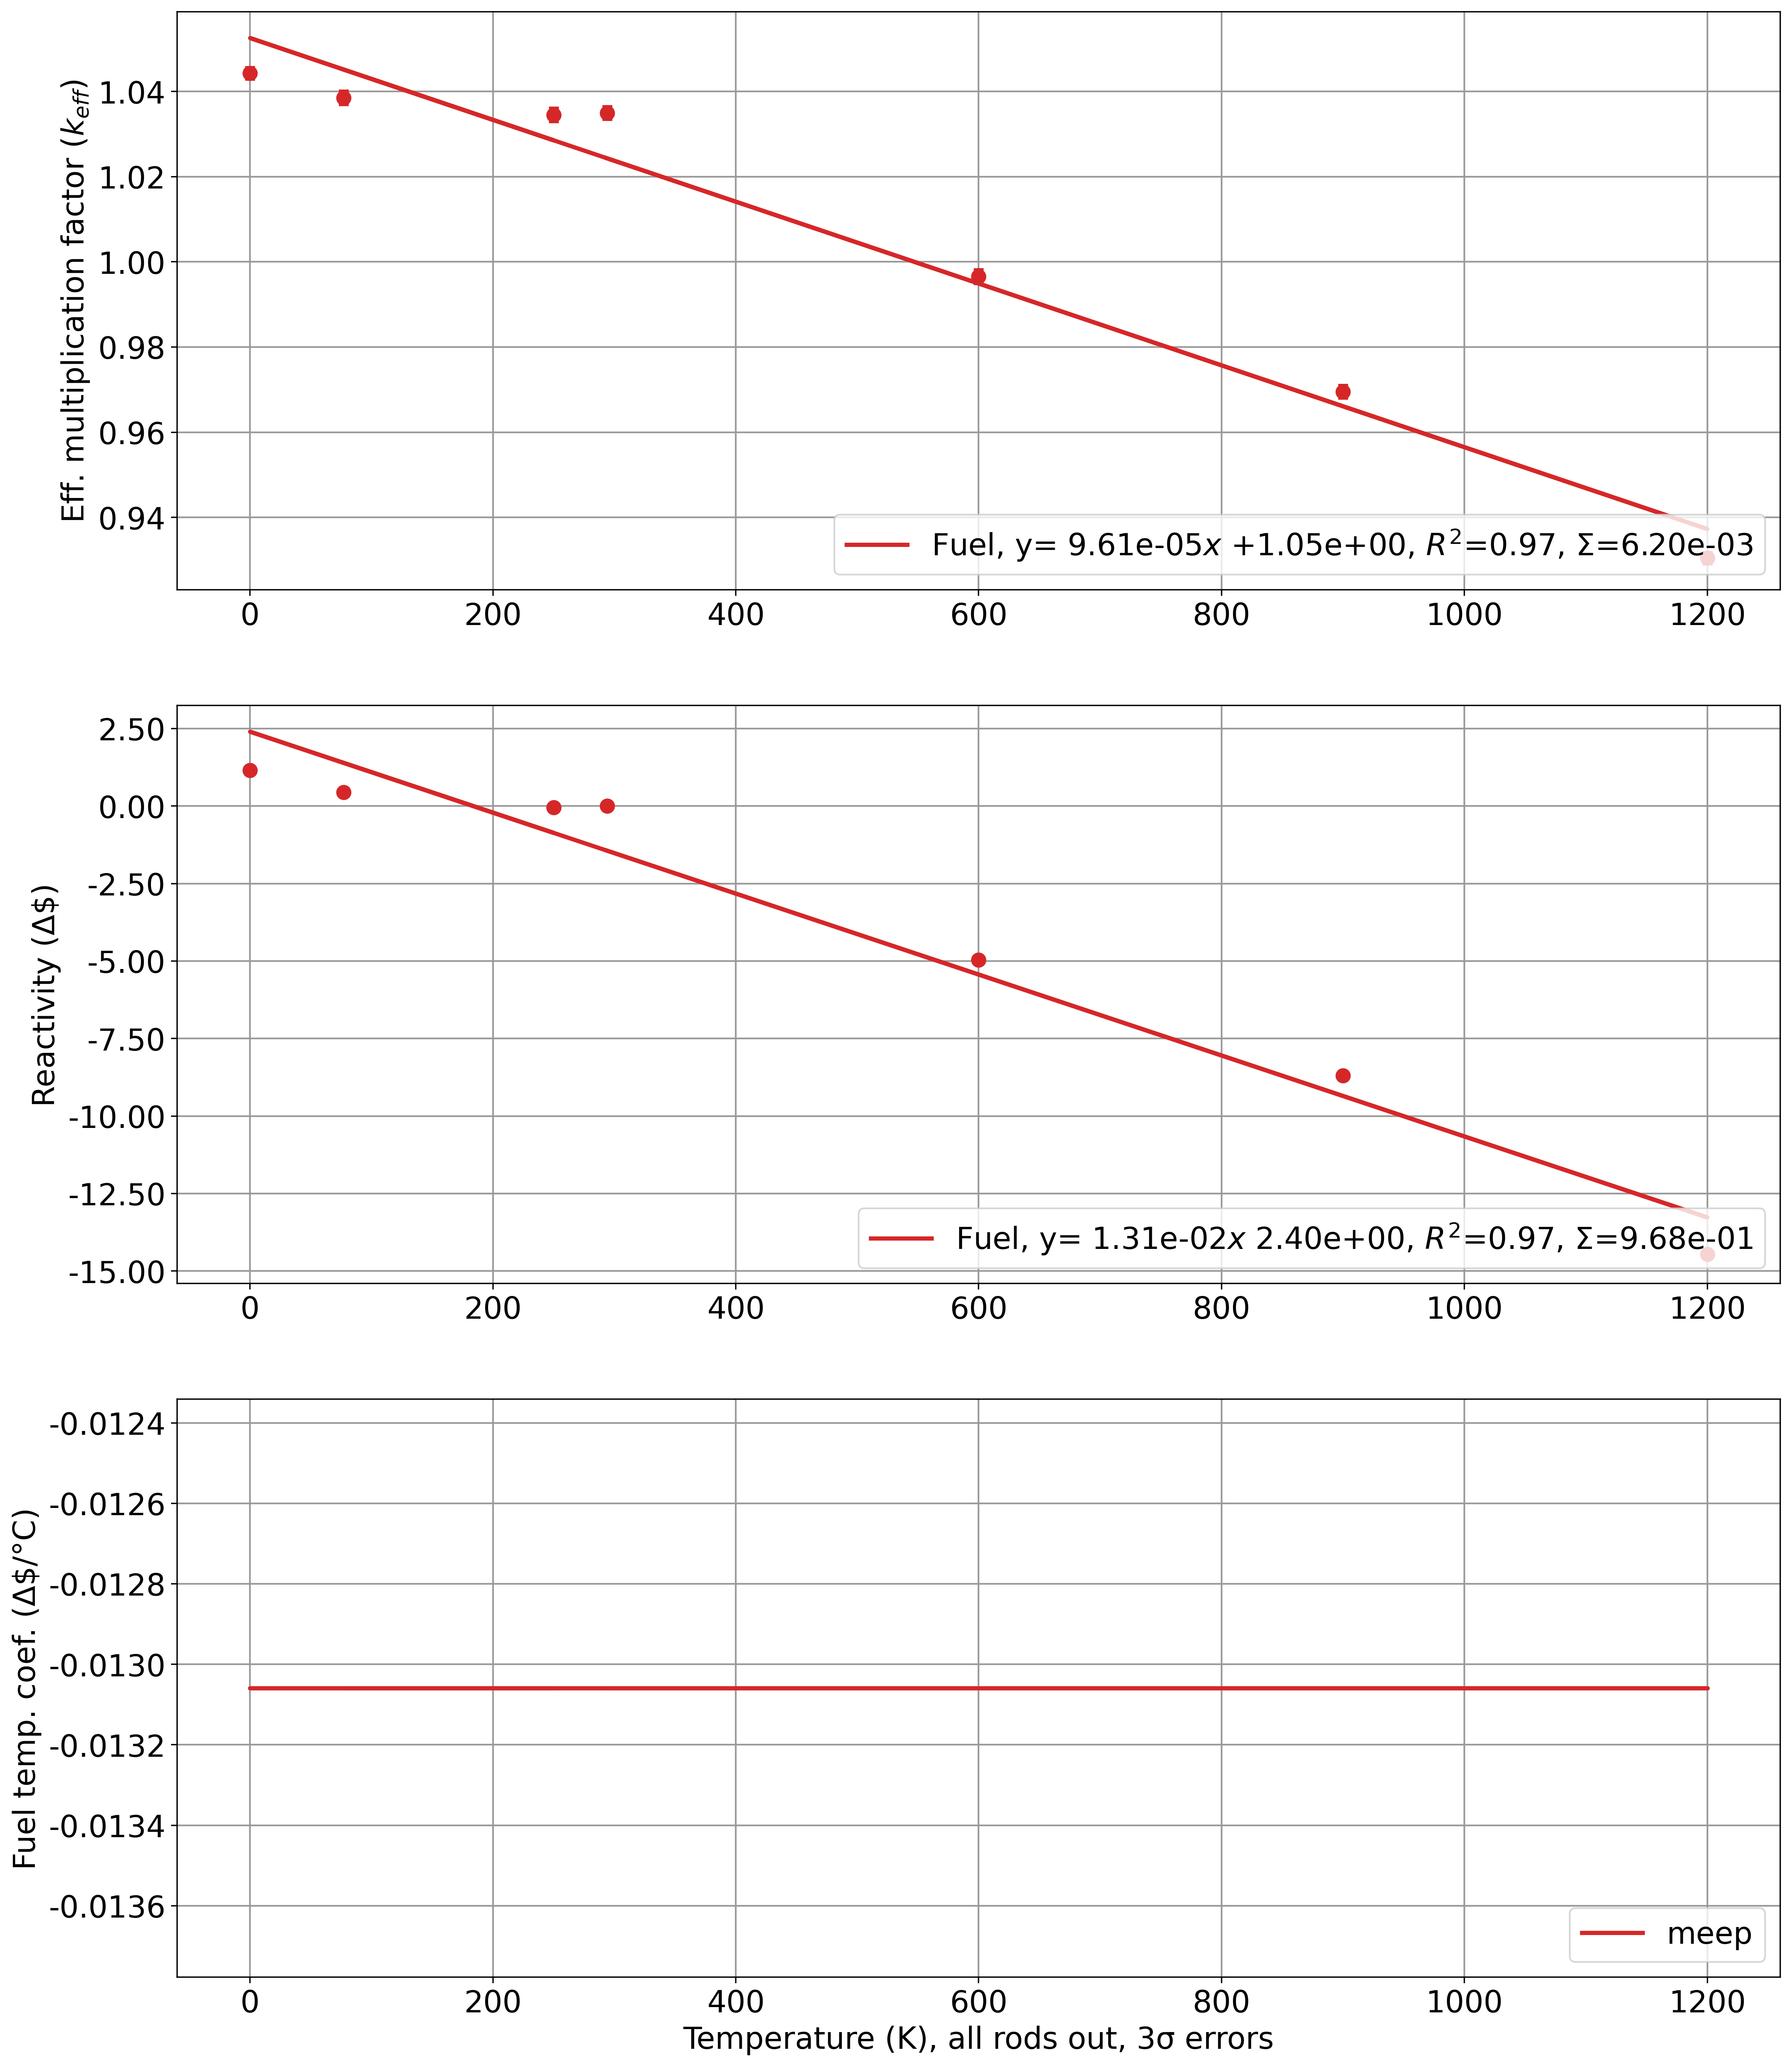 Eff. multiplication factor (k_eff)
1.04
1.02
1.00
0.98
0.96
0.94
Fuel, y= 9.61e-05x +1.05e+00, R²=0.97, Σ=6.20e-03
0 200 400 600 800 1000 1200
Reactivity (Δ$)
2.50
0.00
-2.50
-5.00
-7.50
-10.00
-12.50
-15.00
Fuel, y= 1.31e-02x 2.40e+00, R²=0.97, Σ=9.68e-01
0 200 400 600 800 1000 1200
Fuel temp. coef. (Δ$/°C)
-0.0124
-0.0126
-0.0128
-0.0130
-0.0132
-0.0134
-0.0136
meep
0 200 400 600 800 1000 1200
Temperature (K), all rods out, 3σ errors